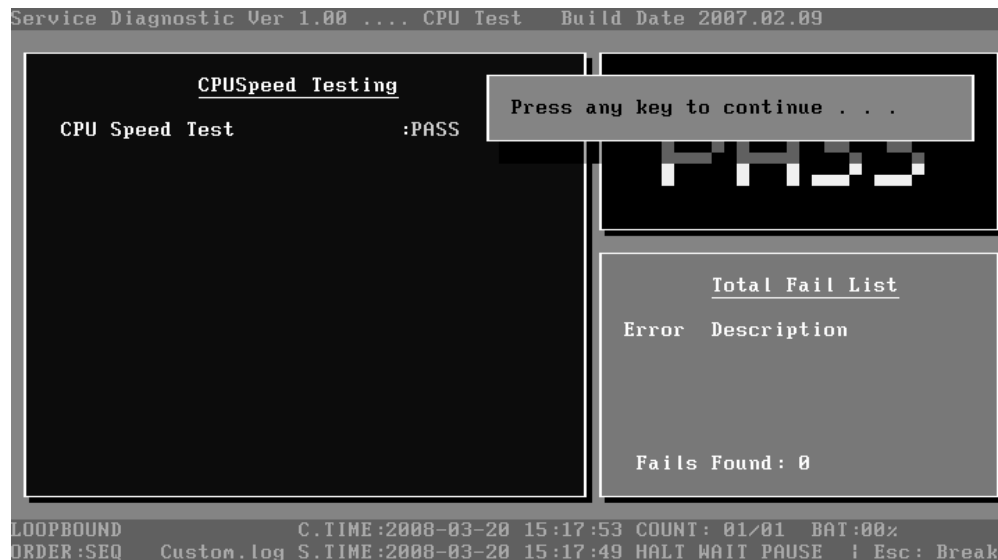 Service Diagnostic Ver 1.00 .... CPU Test Build Date 2007.02.09
CPUSpeed Testing
CPU Speed Test :PASS
Press any key to continue . . .
PASS
Total Fail List
Error Description
Fails Found: 0
LOOPBOUND C.TIME:2008-03-20 15:17:53 COUNT: 01/01 BAT:00%
ORDER:SEQ Custom.log S.TIME:2008-03-20 15:17:49 HALT WAIT PAUSE | Esc: Break